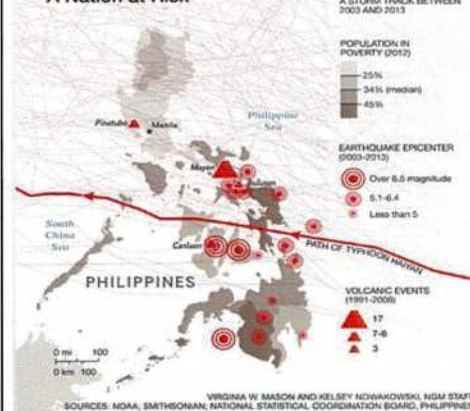 A Nation at Risk
A STORM TRACK BETWEEN
2003 AND 2013
POPULATION IN
POVERTY (2012)
25%
34% (median)
45%
Philippine
Sea
Pinatubo
Manila
EARTHQUAKE EPICENTER
(2003-2013)
Over 6.5 magnitude
5.1-6.4
Less than 5
Mayon
Bulusan
South
China
Sea
Canlaon
PATH OF TYPHOON HAIYAN
PHILIPPINES
VOLCANIC EVENTS
(1991-2008)
17
7-8
3
0 mi 100
0 km 100
VIRGINIA W. MASON AND KELSEY NOWAKOWSKI, NGM STAFF
SOURCES: NOAA; SMITHSONIAN; NATIONAL STATISTICAL COORDINATION BOARD, PHILIPPINES